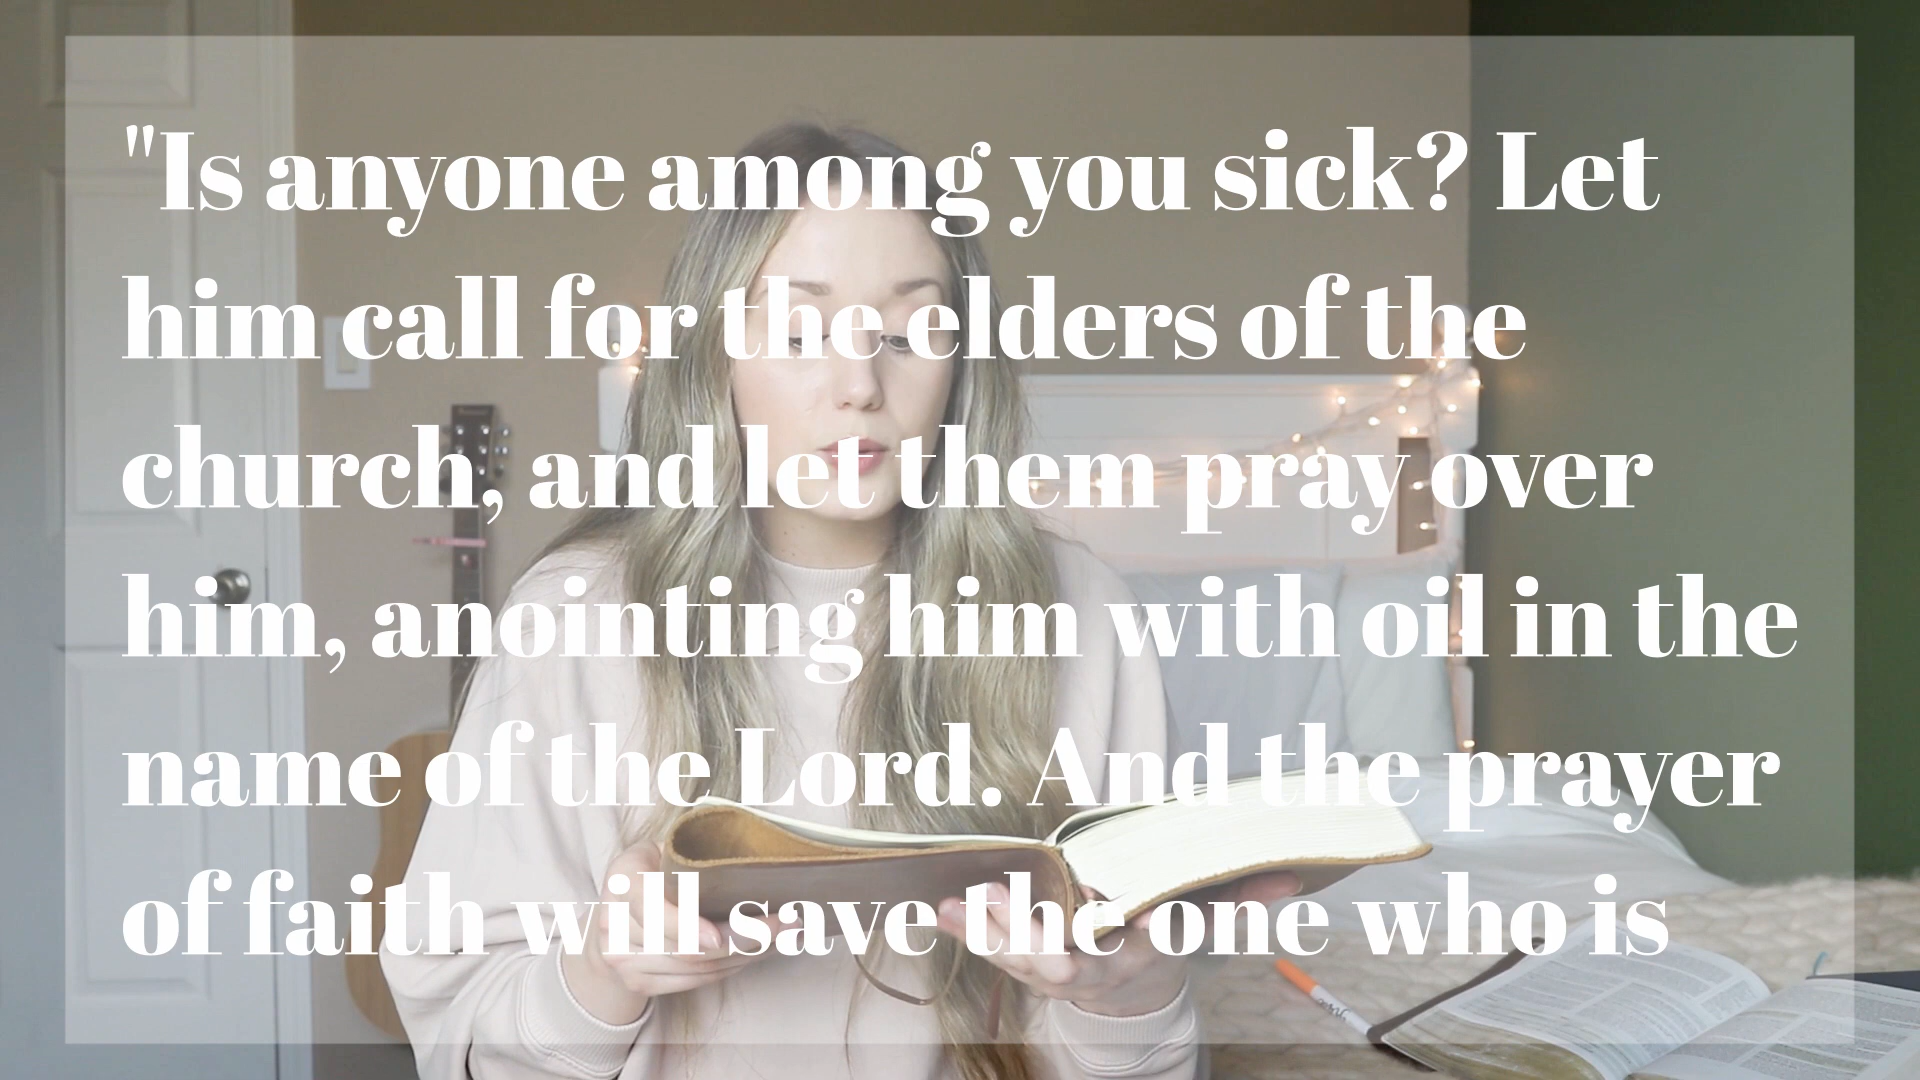 "Is anyone among you sick? Let
him call for the elders of the
church, and let them pray over
him, anointing him with oil in the
name of the Lord. And the prayer
of faith will save the one who is